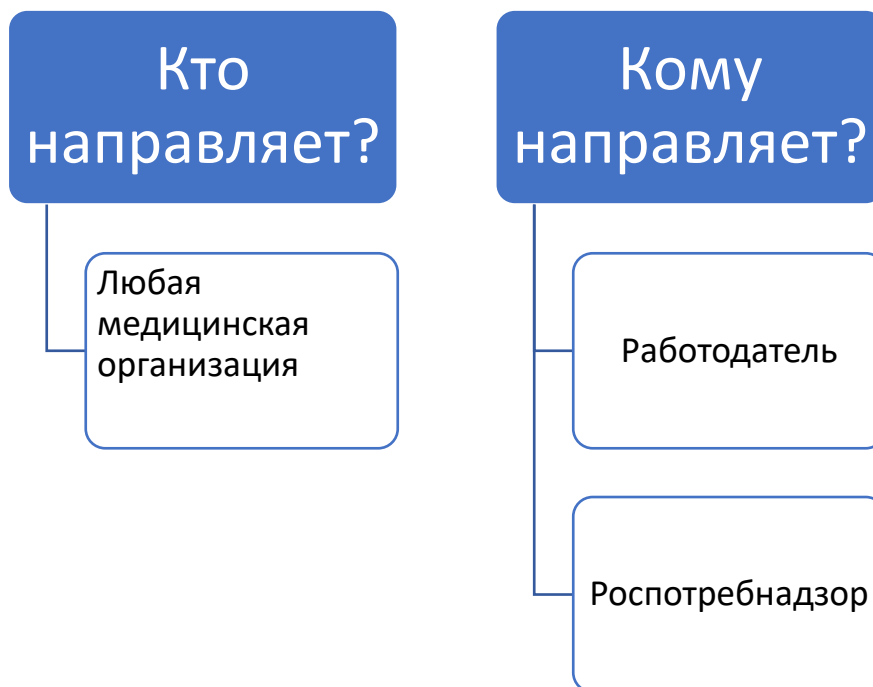 Кто
направляет?
Любая
медицинская
организация
Кому
направляет?
Работодатель
Роспотребнадзор